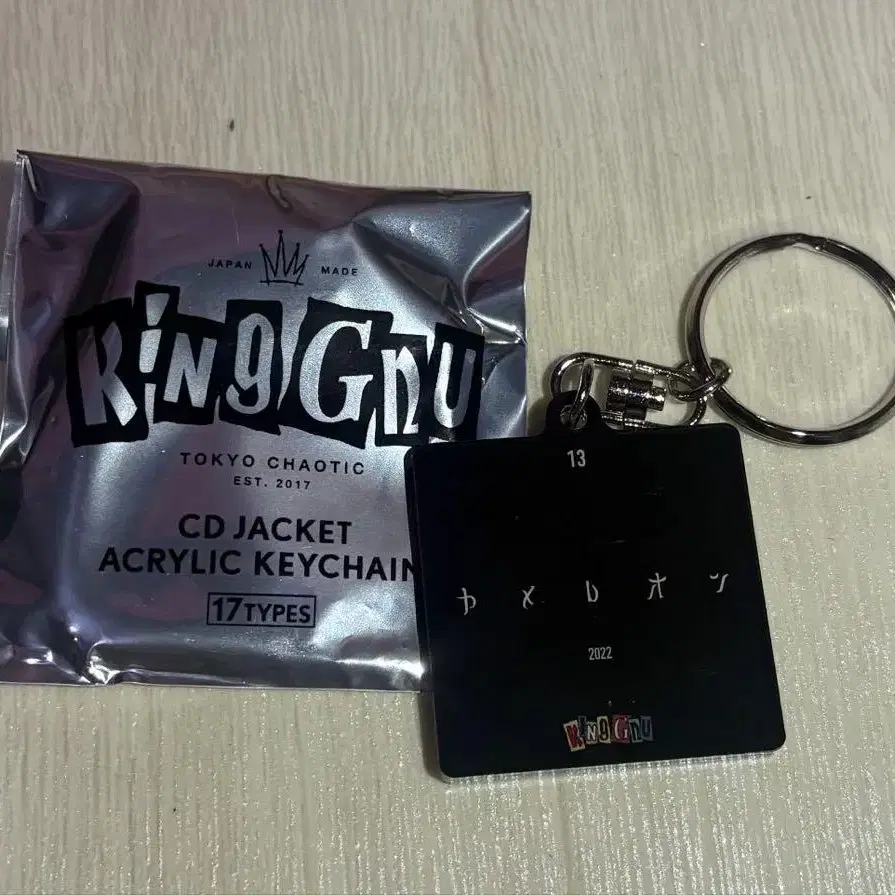 JAPAN MADE
King Gnu
TOKYO CHAOTIC
EST. 2017
CD JACKET
ACRYLIC KEYCHAIN
17TYPES
13
カメレオン
2022
King Gnu